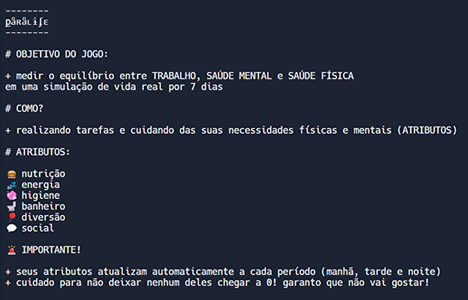 --------
p̲âʀâʟiʃε
--------
# OBJETIVO DO JOGO:
+ medir o equilíbrio entre TRABALHO, SAÚDE MENTAL e SAÚDE FÍSICA
em uma simulação de vida real por 7 dias
# COMO?
+ realizando tarefas e cuidando das suas necessidades físicas e mentais (ATRIBUTOS)
# ATRIBUTOS:
🍔 nutrição
💤 energia
🧼 higiene
🚽 banheiro
🎈 diversão
💬 social
🚨 IMPORTANTE!
+ seus atributos atualizam automaticamente a cada período (manhã, tarde e noite)
+ cuidado para não deixar nenhum deles chegar a 0! garanto que não vai gostar!